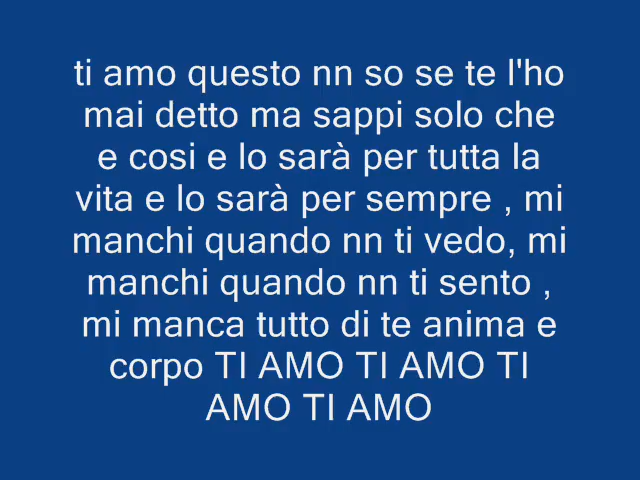 ti amo questo nn so se te l'ho
mai detto ma sappi solo che
e cosi e lo sarà per tutta la
vita e lo sarà per sempre , mi
manchi quando nn ti vedo, mi
manchi quando nn ti sento ,
mi manca tutto di te anima e
corpo TI AMO TI AMO TI
AMO TI AMO